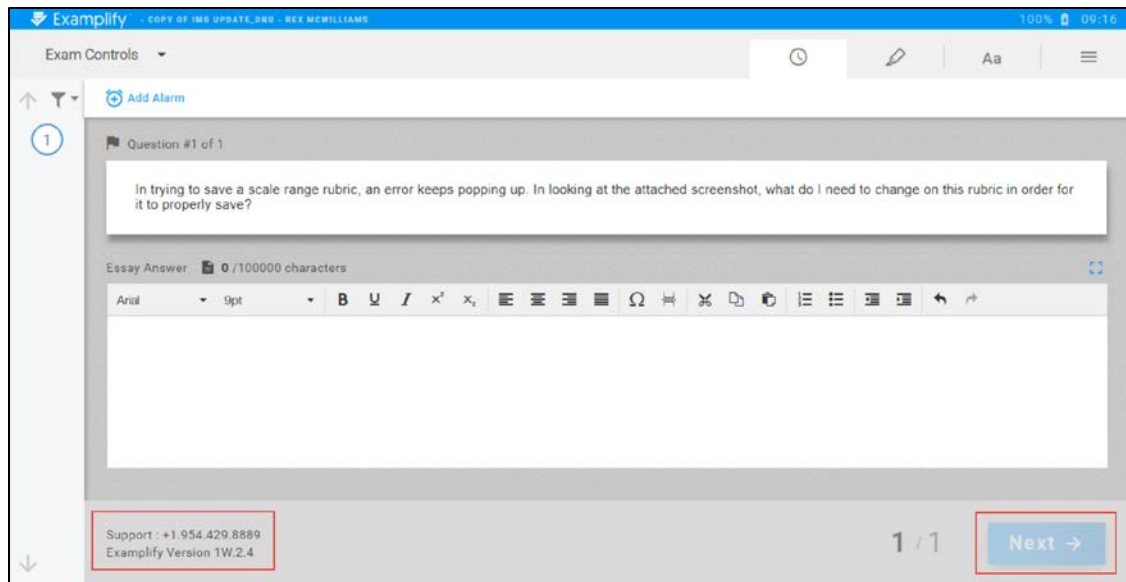 Examplify - COPY OF IMG UPDATE_DNU - REX MCWILLIAMS 100% 09:16
Exam Controls Aa
Add Alarm
1
Question #1 of 1
In trying to save a scale range rubric, an error keeps popping up. In looking at the attached screenshot, what do I need to change on this rubric in order for
it to properly save?
Essay Answer 0 /100000 characters
Arial 9pt B U I x² xₛ Ω
Support : +1.954.429.8889
Examplify Version 1W.2.4
1 / 1 Next →